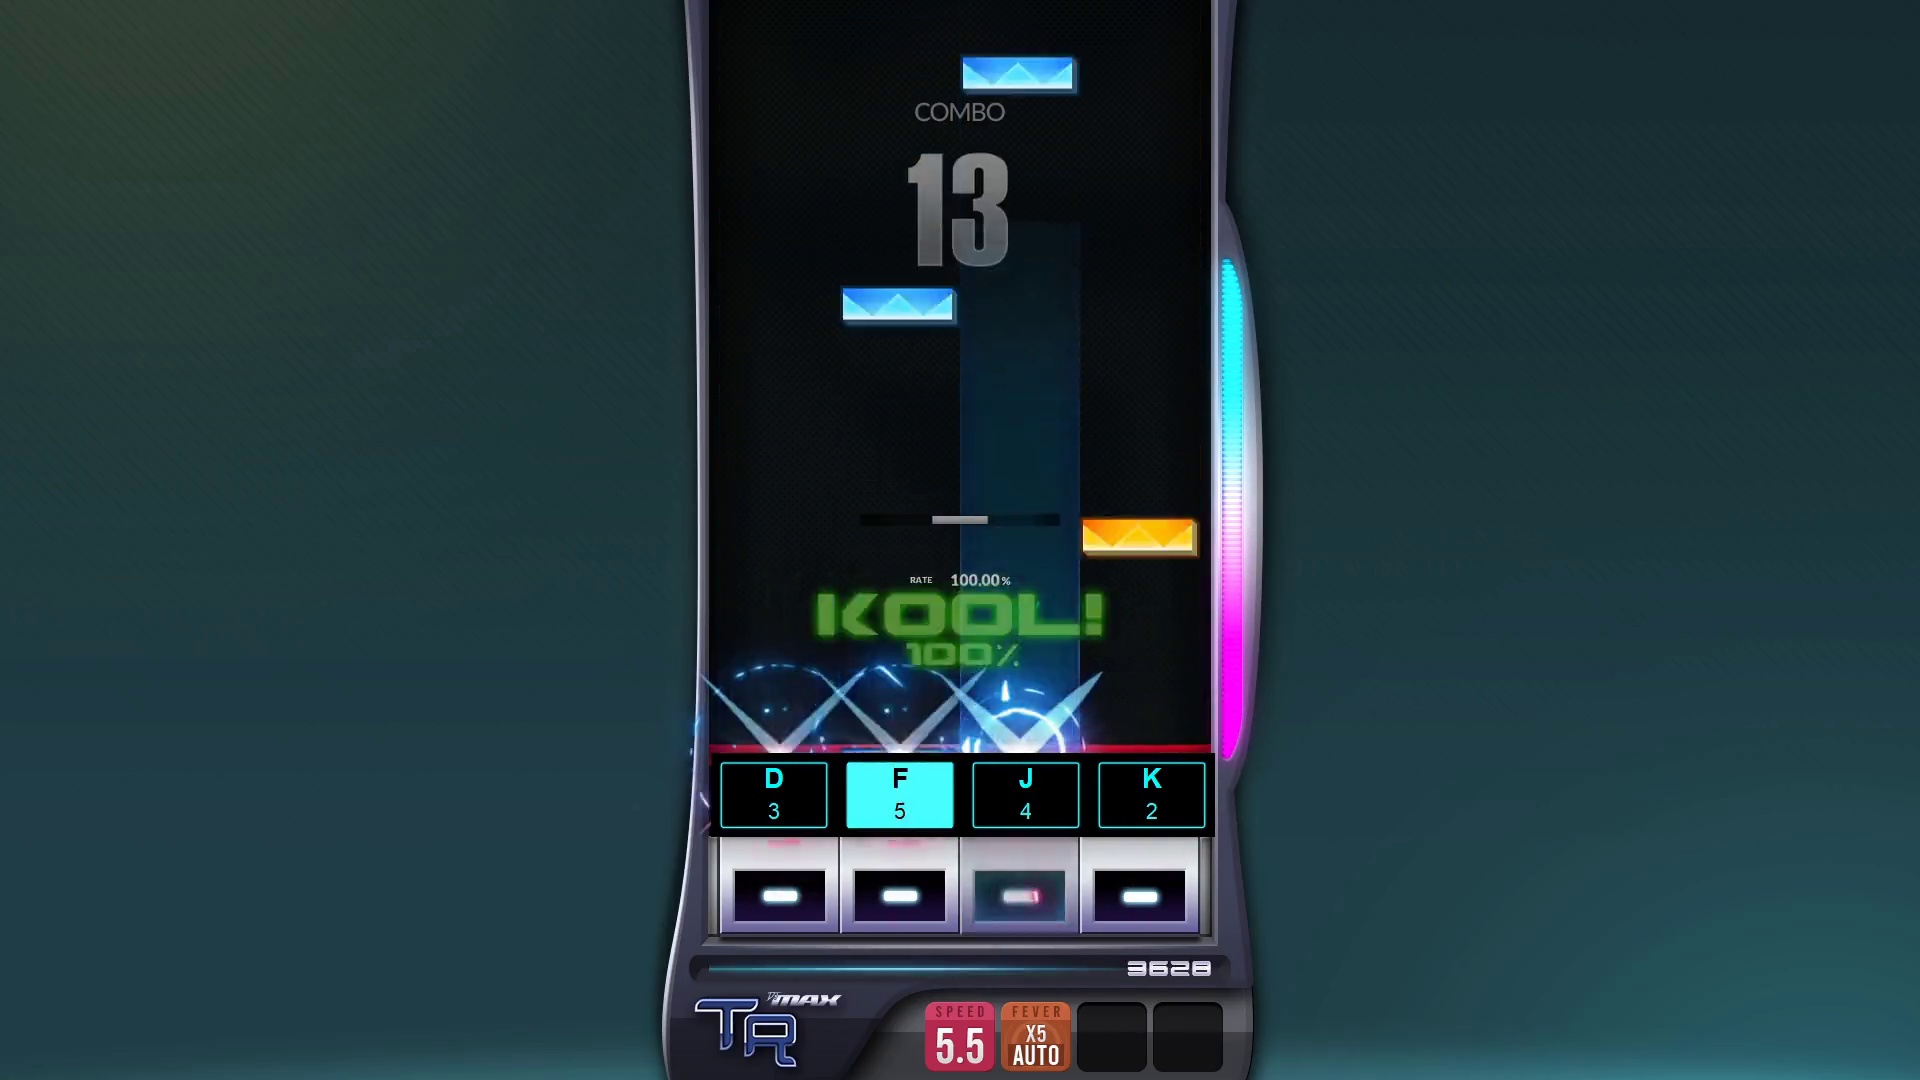 COMBO
13
RATE 100.00%
KOOL!
100%
D F J K
3 5 4 2
3628
MAX
TR
SPEED
5.5
FEVER
X5
AUTO